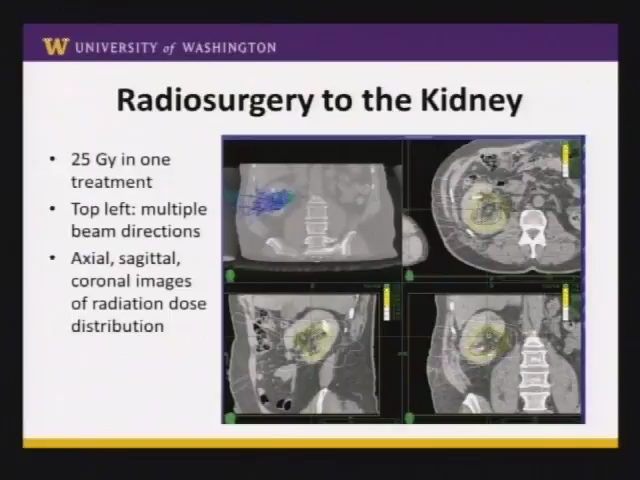 W UNIVERSITY of WASHINGTON
Radiosurgery to the Kidney
• 25 Gy in one
treatment
• Top left: multiple
beam directions
• Axial, sagittal,
coronal images
of radiation dose
distribution